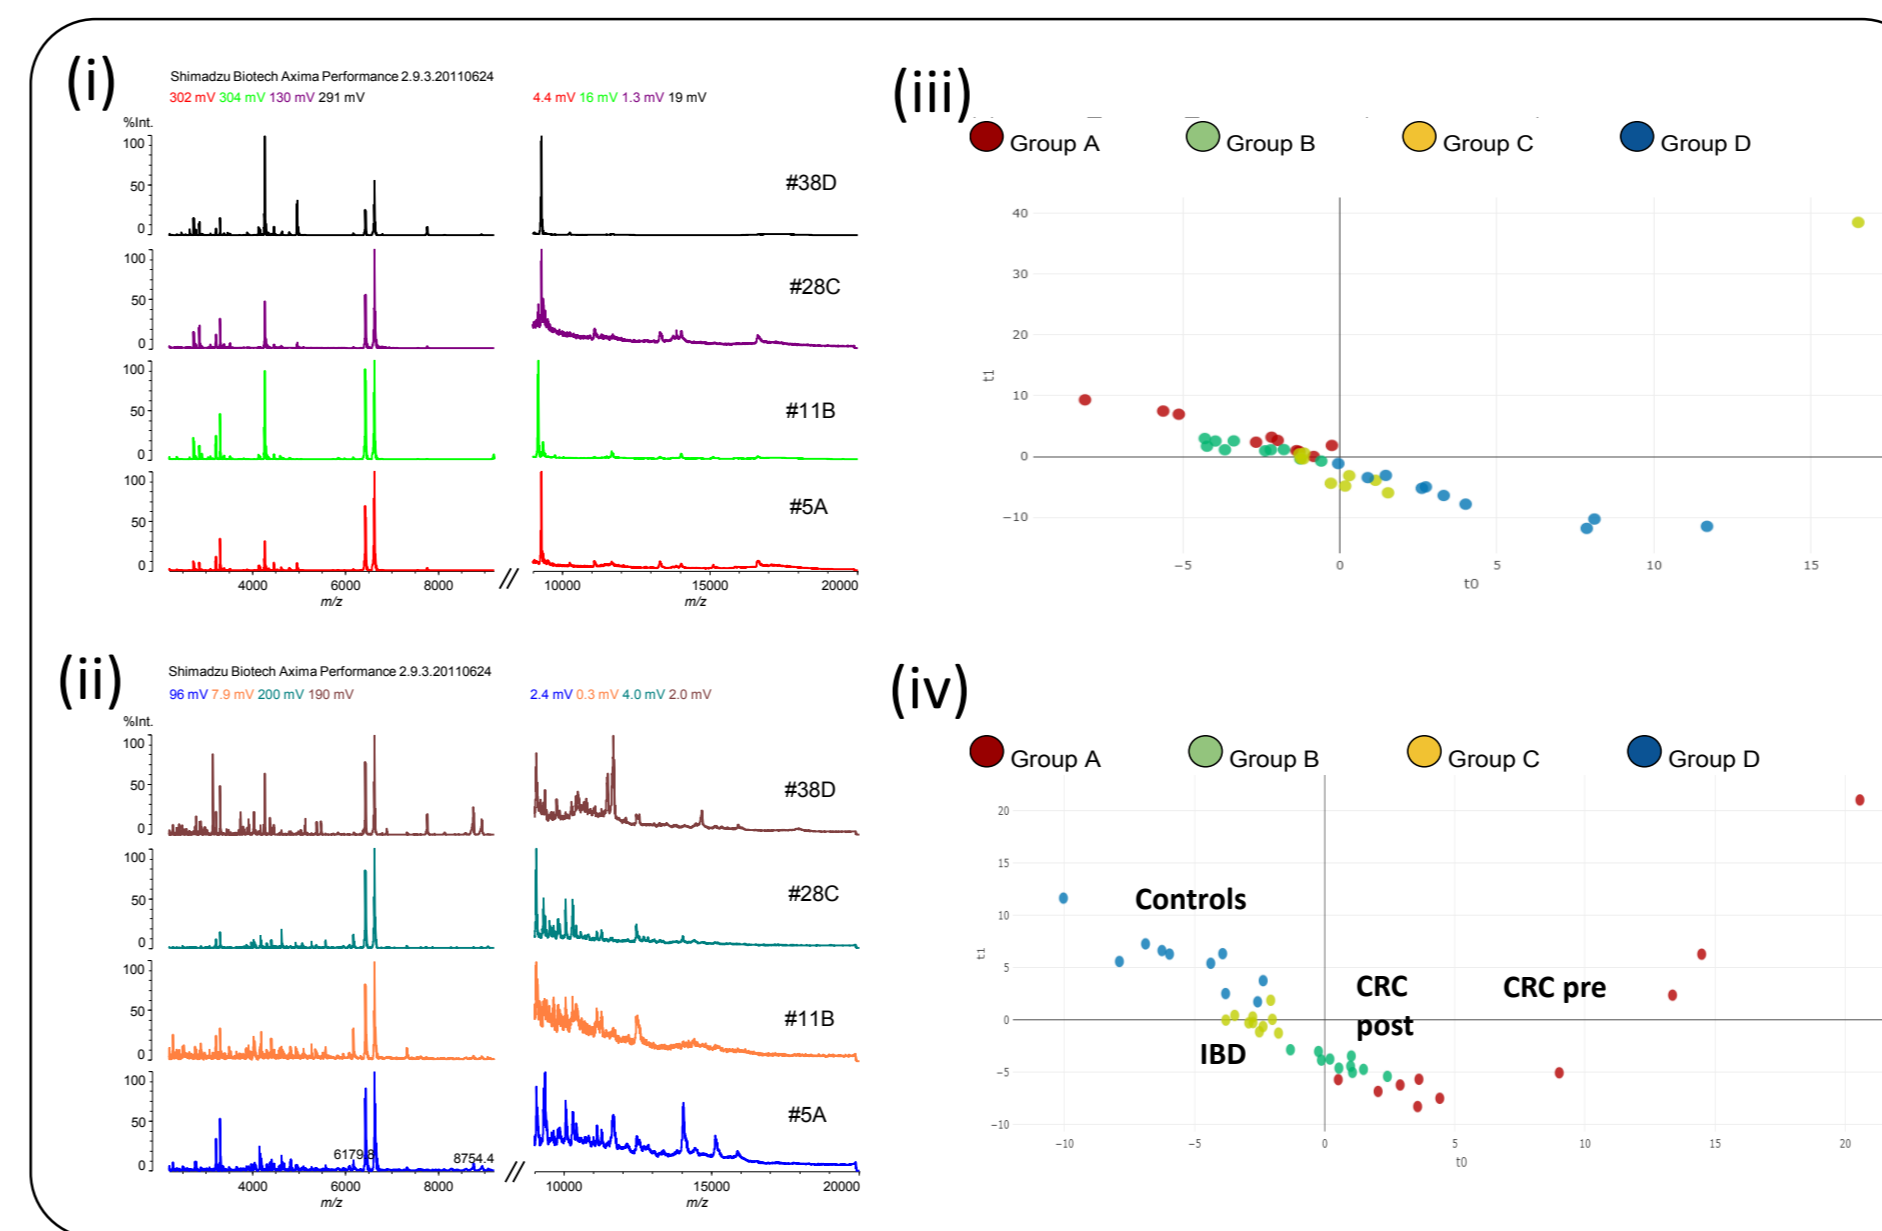 (i)
Shimadzu Biotech Axima Performance 2.9.3.20110624
302 mV 304 mV 130 mV 291 mV
4.4 mV 16 mV 1.3 mV 19 mV
%Int.
100
50
0
#38D
100
50
0
#28C
100
50
0
#11B
100
50
0
#5A
4000 6000 8000 // 10000 15000 20000
m/z m/z
(ii)
Shimadzu Biotech Axima Performance 2.9.3.20110624
96 mV 7.9 mV 200 mV 190 mV
2.4 mV 0.3 mV 4.0 mV 2.0 mV
%Int.
100
50
0
#38D
100
50
0
#28C
100
50
0
#11B
100
50
0
#5A
6179.8 8754.4
4000 6000 8000 // 10000 15000 20000
m/z m/z
(iii)
Group A Group B Group C Group D
40
30
20
10
0
−10
t1
−5 0 5 10 15
t0
(iv)
Group A Group B Group C Group D
20
15
10
5
0
−5
−10
t1
Controls
CRC
post
CRC pre
IBD
−10 −5 0 5 10 15 20
t0